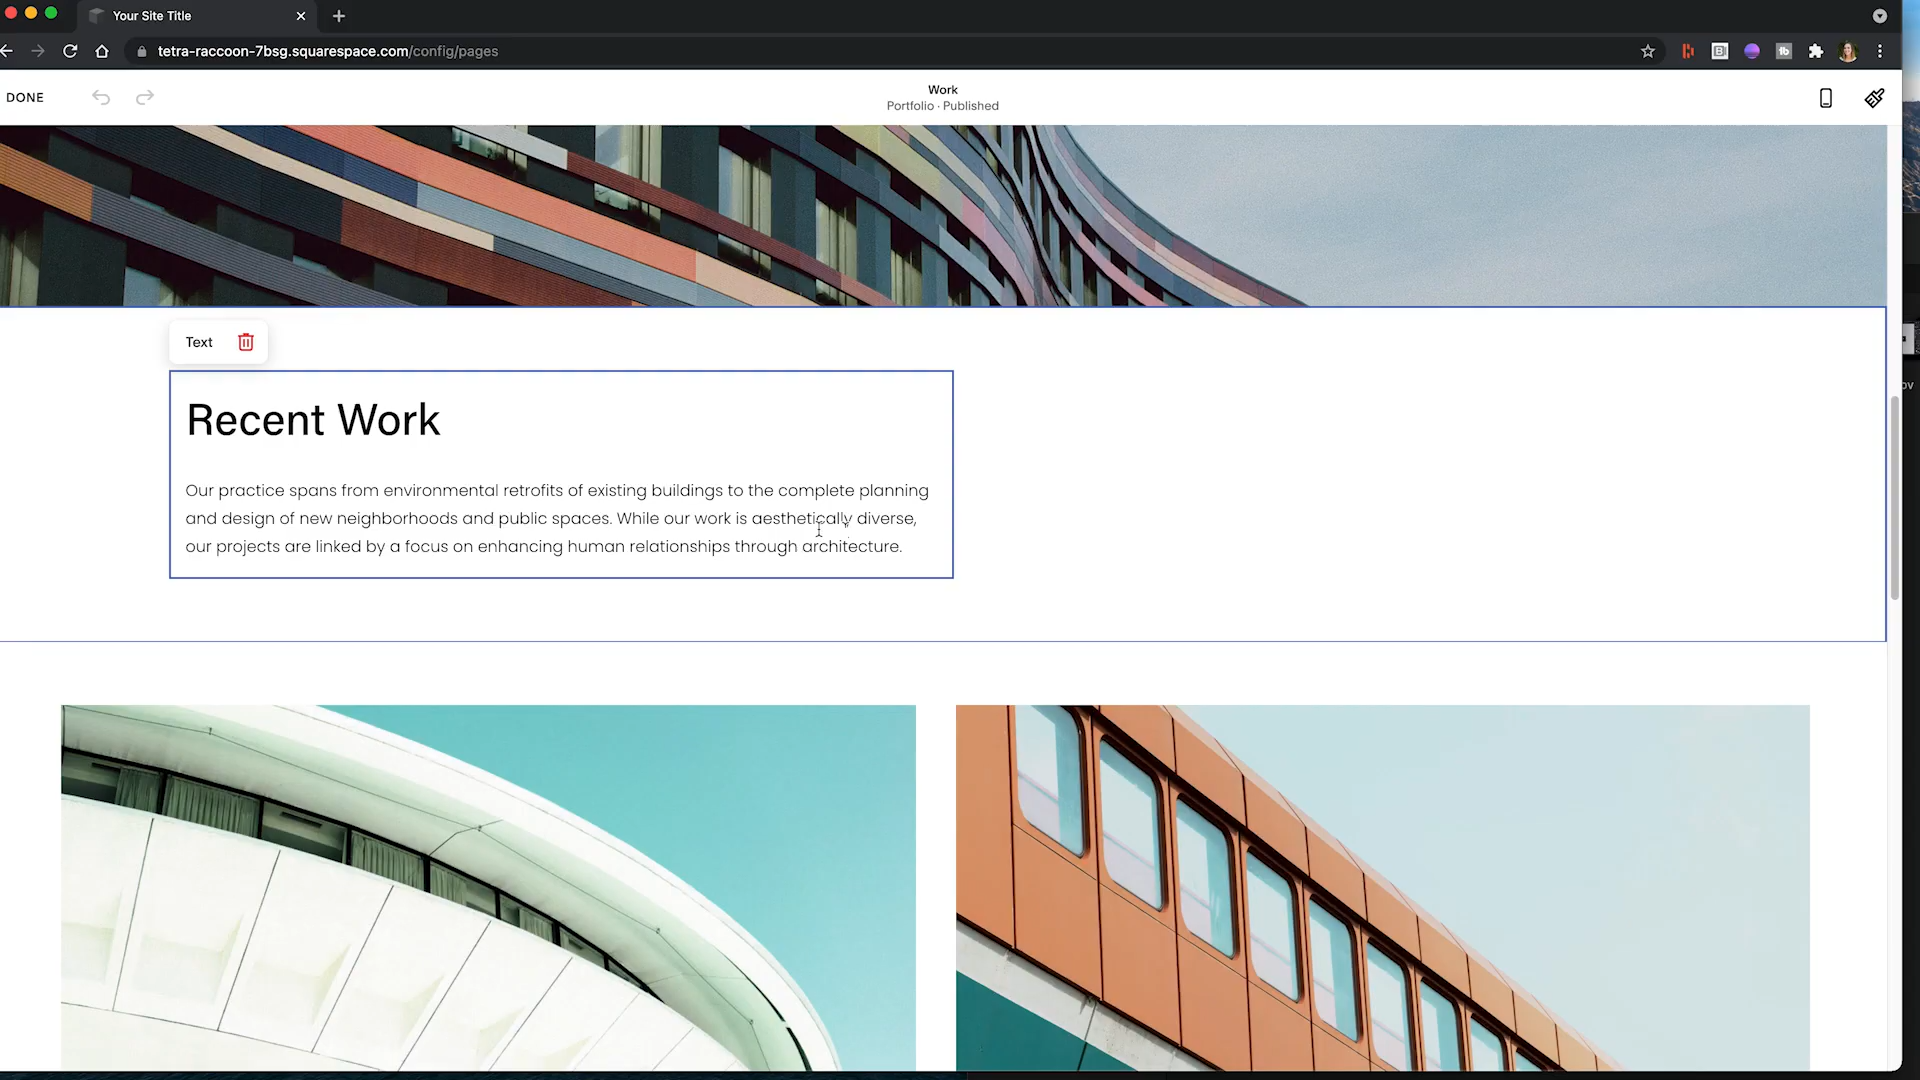 Your Site Title
tetra-raccoon-7bsg.squarespace.com/config/pages
DONE
Work
Portfolio · Published
Text
Recent Work
Our practice spans from environmental retrofits of existing buildings to the complete planning
and design of new neighborhoods and public spaces. While our work is aesthetically diverse,
our projects are linked by a focus on enhancing human relationships through architecture.